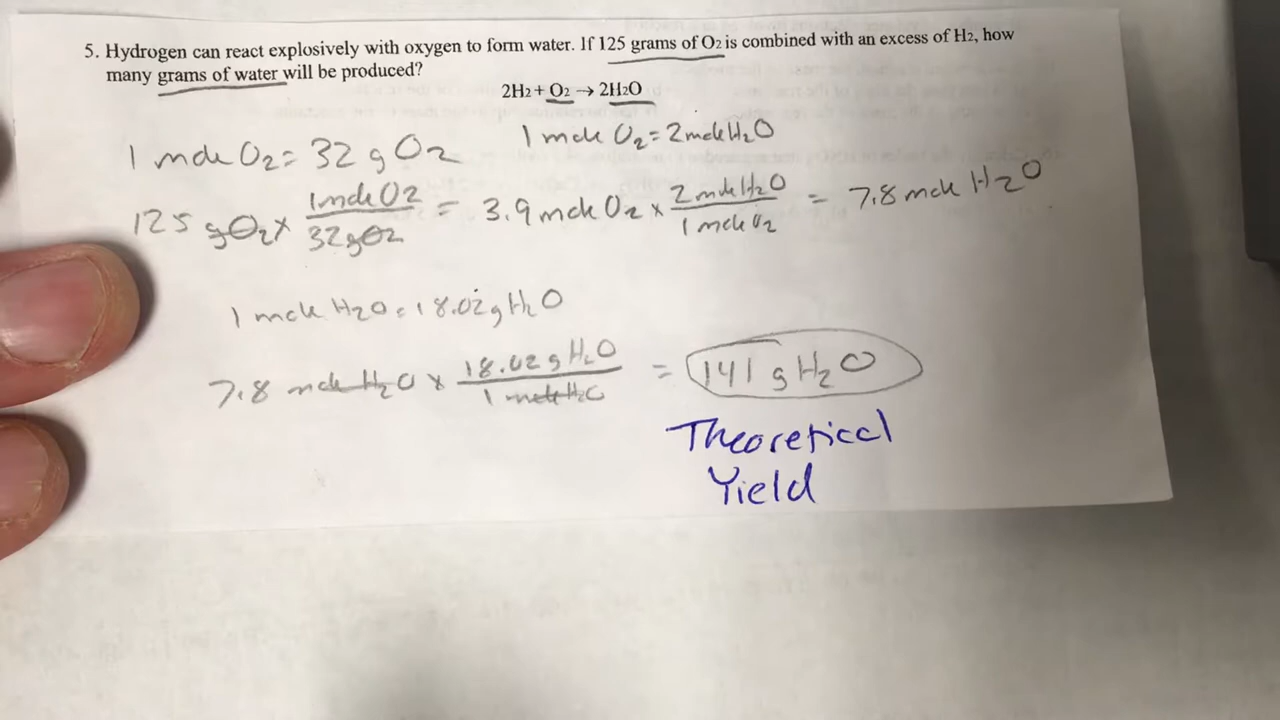 5. Hydrogen can react explosively with oxygen to form water. If 125 grams of O2 is combined with an excess of H2, how
many grams of water will be produced?
2H2 + O2 → 2H2O
1 mole O2 = 32 g O2
1 mole O2 = 2 mole H2O
125 gO2 x 1 mole O2 / 32 gO2 = 3.9 mole O2 x 2 mole H2O / 1 mole O2 = 7.8 mole H2O
1 mole H2O = 18.02 g H2O
7.8 mole H2O x 18.02 g H2O / 1 mole H2O = 141 g H2O
Theoretical
Yield